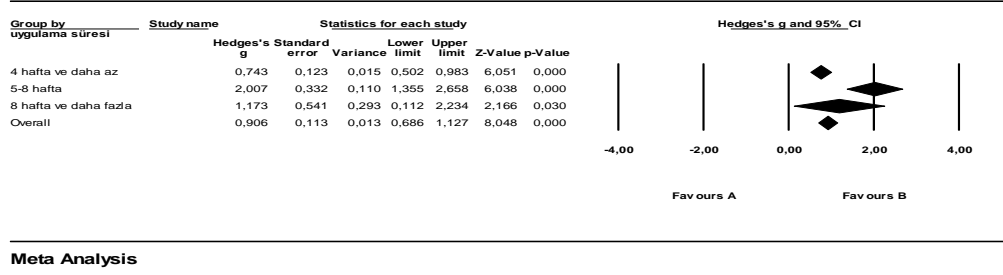 Group by Study name Statistics for each study Hedges's g and 95% CI
uygulama süresi
Hedges's Standard Lower Upper
g error Variance limit limit Z-Value p-Value
4 hafta ve daha az 0,743 0,123 0,015 0,502 0,983 6,051 0,000
5-8 hafta 2,007 0,332 0,110 1,355 2,658 6,038 0,000
8 hafta ve daha fazla 1,173 0,541 0,293 0,112 2,234 2,166 0,030
Overall 0,906 0,113 0,013 0,686 1,127 8,048 0,000
-4,00 -2,00 0,00 2,00 4,00
Favours A Favours B
Meta Analysis